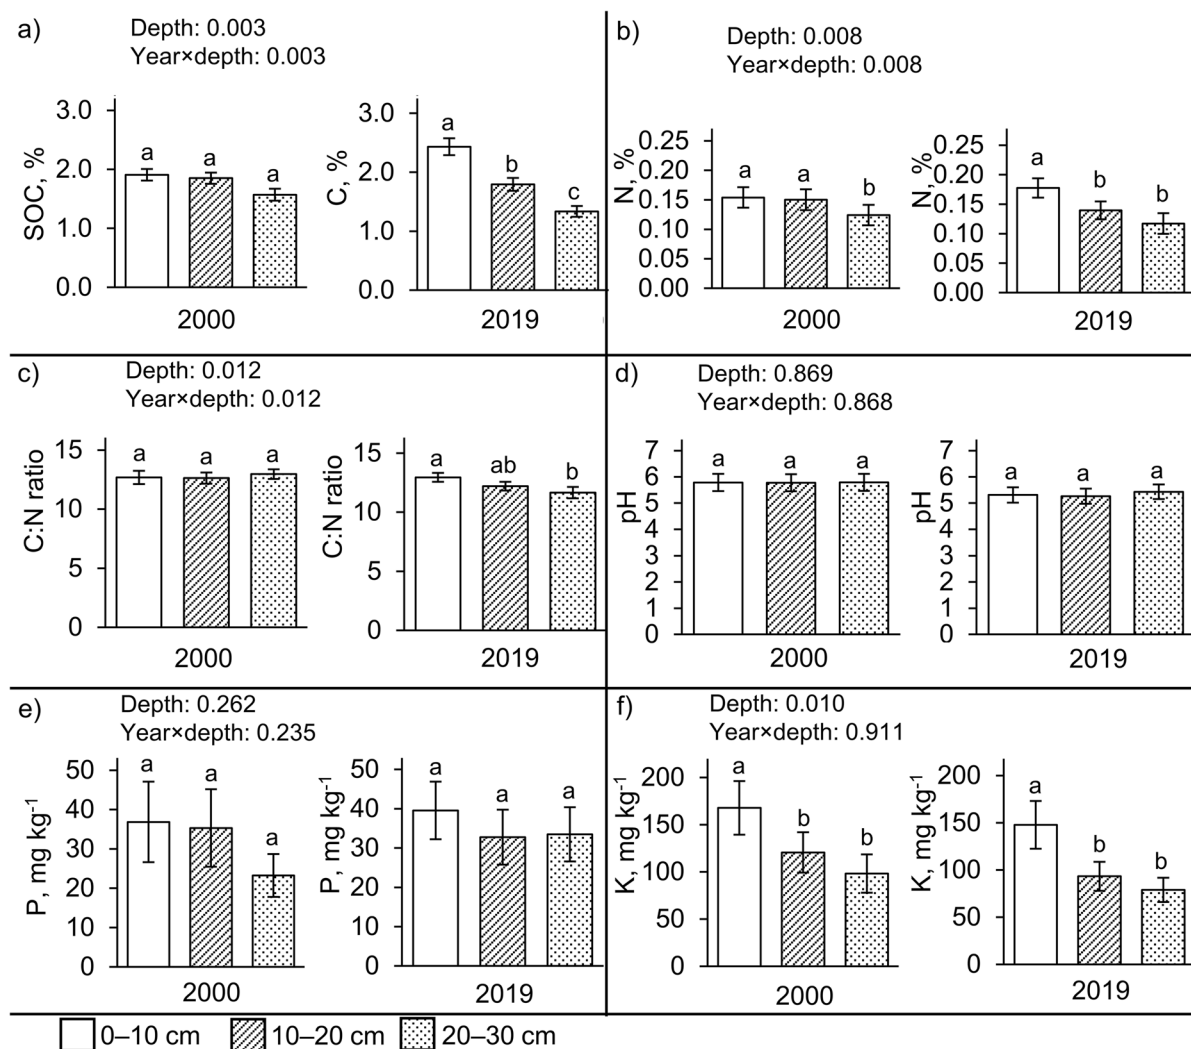 a)
Depth: 0.003
Year×depth: 0.003
SOC, %
3.0
2.0
1.0
0.0
a
a
a
2000
C, %
3.0
2.0
1.0
0.0
a
b
c
2019
b)
Depth: 0.008
Year×depth: 0.008
N, %
0.25
0.20
0.15
0.10
0.05
0.00
a
a
b
2000
N, %
0.25
0.20
0.15
0.10
0.05
0.00
a
b
b
2019
c)
Depth: 0.012
Year×depth: 0.012
C:N ratio
15
10
5
0
a
a
a
2000
C:N ratio
15
10
5
0
a
ab
b
2019
d)
Depth: 0.869
Year×depth: 0.868
pH
7
6
5
4
3
2
1
0
a
a
a
2000
pH
7
6
5
4
3
2
1
0
a
a
a
2019
e)
Depth: 0.262
Year×depth: 0.235
P, mg kg⁻¹
50
40
30
20
10
0
a
a
a
2000
P, mg kg⁻¹
50
40
30
20
10
0
a
a
a
2019
f)
Depth: 0.010
Year×depth: 0.911
K, mg kg⁻¹
200
150
100
50
0
a
b
b
2000
K, mg kg⁻¹
200
150
100
50
0
a
b
b
2019
0–10 cm
10–20 cm
20–30 cm